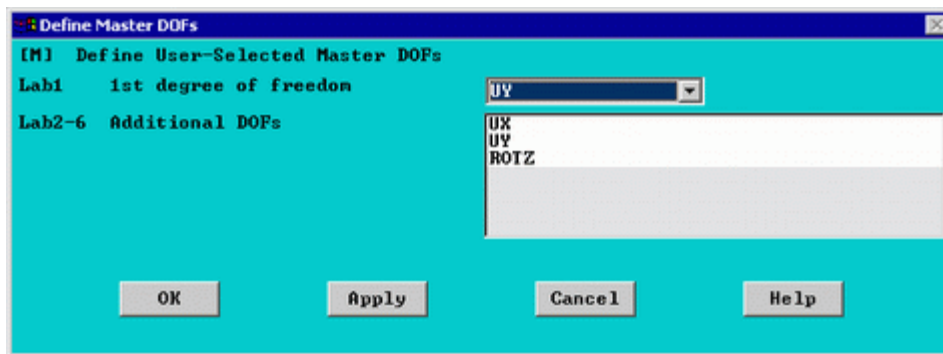 Define Master DOFs
[M] Define User-Selected Master DOFs
Lab1 1st degree of freedom UY
Lab2-6 Additional DOFs
UX
UY
ROTZ
OK Apply Cancel Help